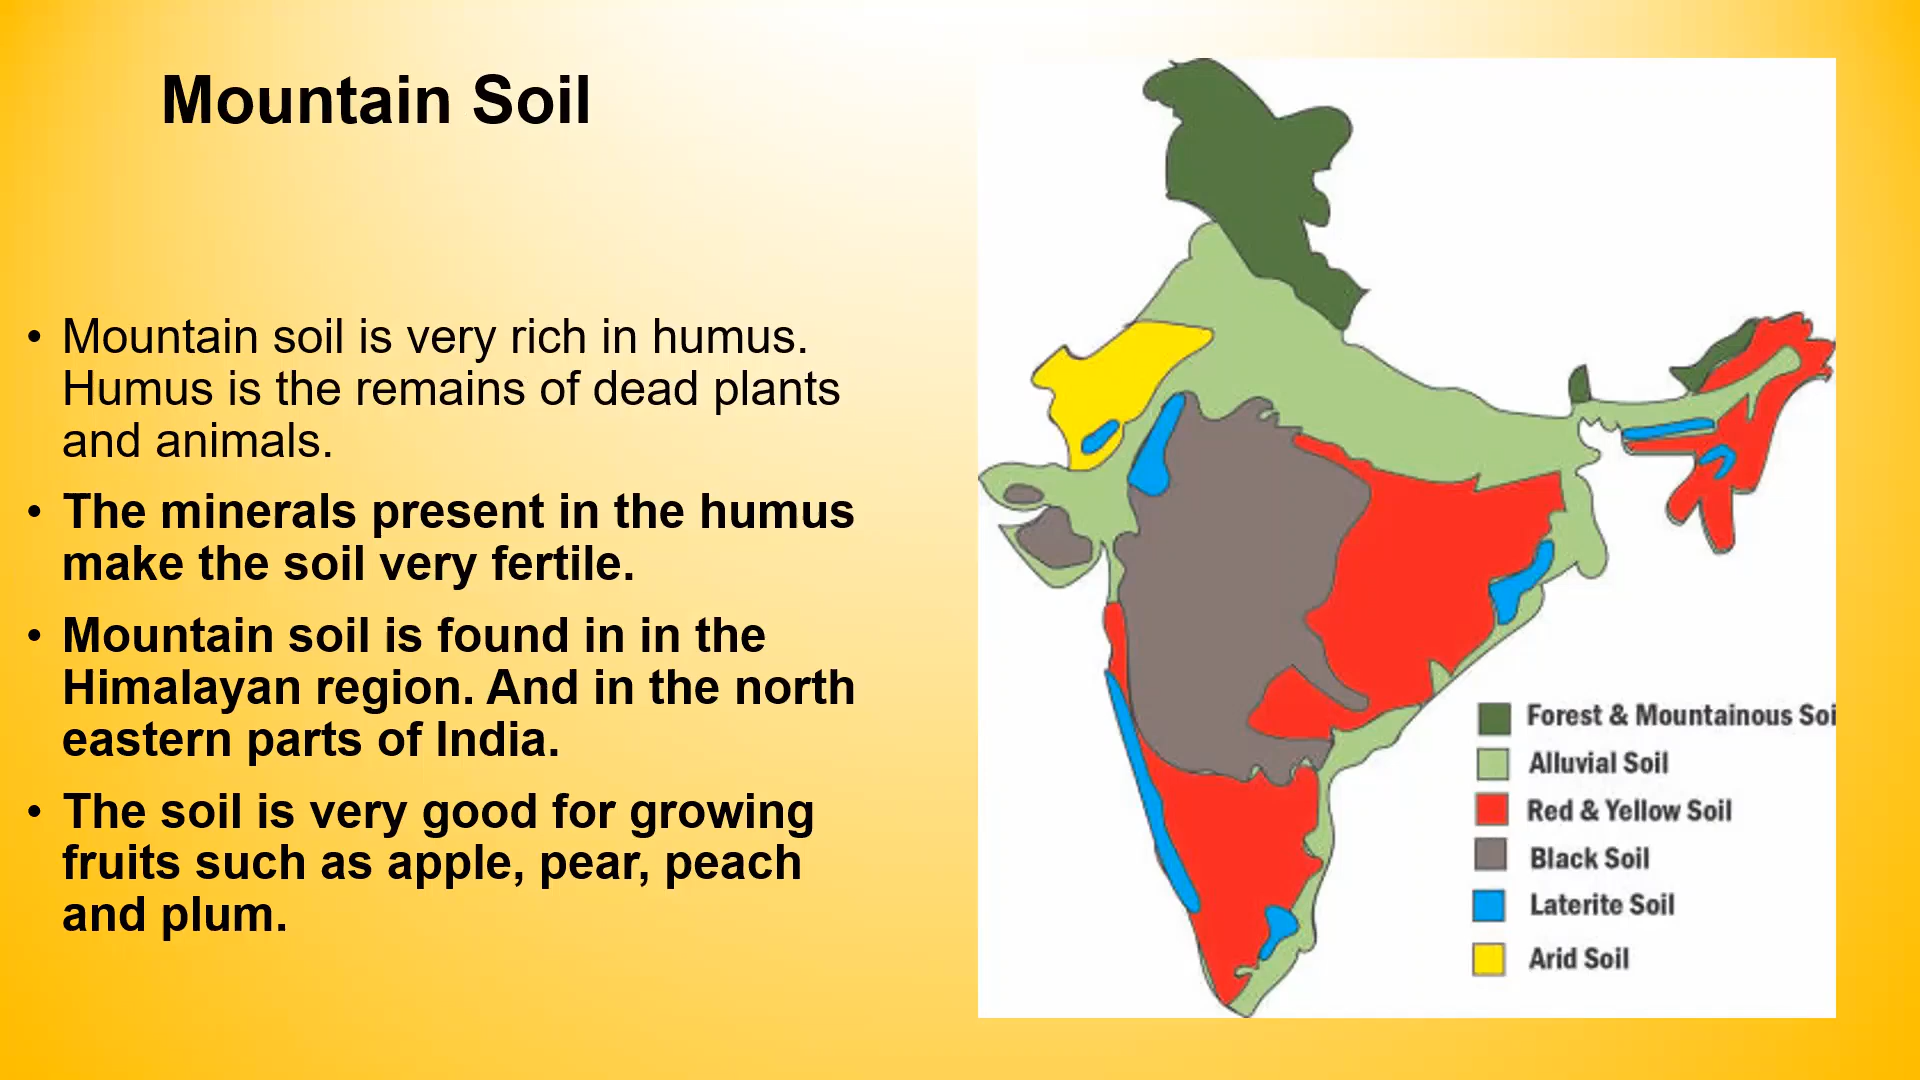 Mountain Soil
• Mountain soil is very rich in humus.
Humus is the remains of dead plants
and animals.
• The minerals present in the humus
make the soil very fertile.
• Mountain soil is found in in the
Himalayan region. And in the north
eastern parts of India.
• The soil is very good for growing
fruits such as apple, pear, peach
and plum.
Forest & Mountainous Soi
Alluvial Soil
Red & Yellow Soil
Black Soil
Laterite Soil
Arid Soil